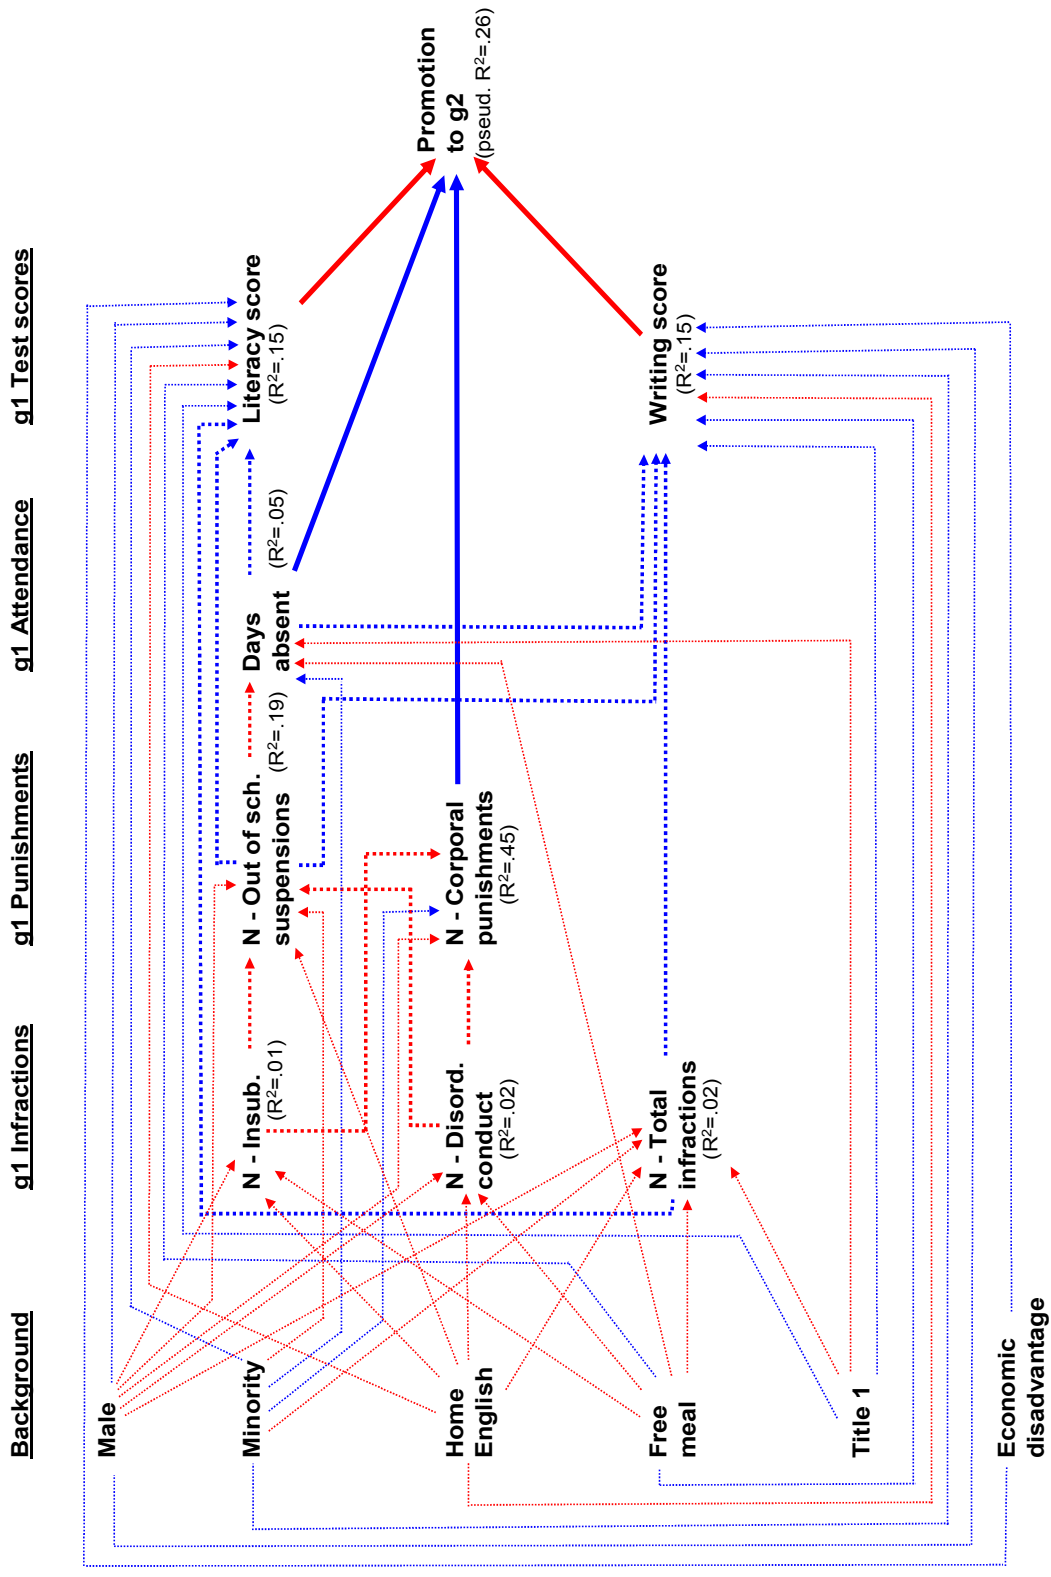 Background
g1 Infractions
g1 Punishments
g1 Attendance
g1 Test scores
Male
Minority
Home
English
Free
meal
Title 1
Economic
disadvantage
N - Insub.
(R²=.01)
N - Disord.
conduct
(R²=.02)
N - Total
infractions
(R²=.02)
N - Out of sch.
suspensions
(R²=.19)
N - Corporal
punishments
(R²=.45)
Days
absent
(R²=.05)
Literacy score
(R²=.15)
Writing score
(R²=.15)
Promotion
to g2
(pseud. R²=.26)